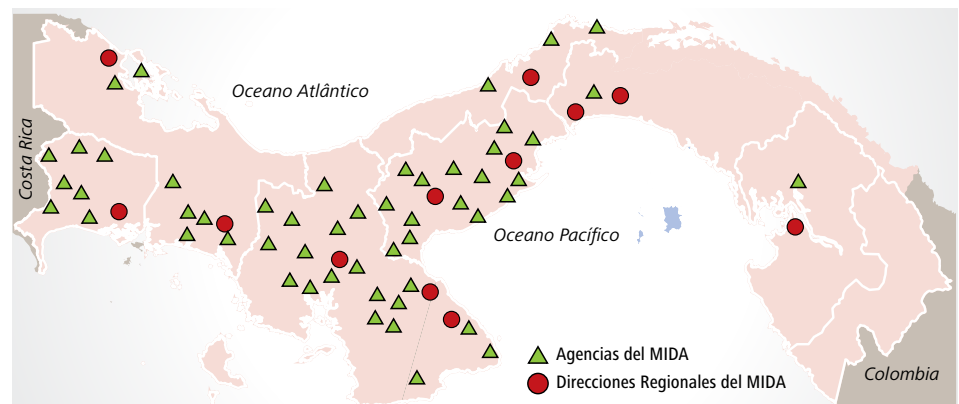 Oceano Atlântico
Costa Rica
Oceano Pacífico
Agencias del MIDA
Direcciones Regionales del MIDA
Colombia